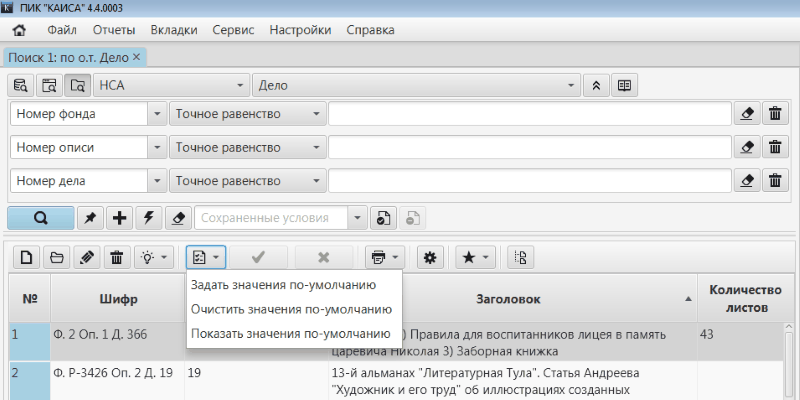 ПИК "КАИСА" 4.4.0003
Файл Отчеты Вкладки Сервис Настройки Справка
Поиск 1: по о.т. Дело ×
НСА Дело
Номер фонда Точное равенство
Номер описи Точное равенство
Номер дела Точное равенство
Сохраненные условия
Задать значения по-умолчанию
Очистить значения по-умолчанию
Показать значения по-умолчанию
№ Шифр Заголовок Количество
листов
1 Ф. 2 Оп. 1 Д. 366 ) Правила для воспитанников лицея в память 43
царевича Николая 3) Заборная книжка
2 Ф. Р-3426 Оп. 2 Д. 19 19 13-й альманах "Литературная Тула". Статья Андреева
"Художник и его труд" об иллюстрациях созданных